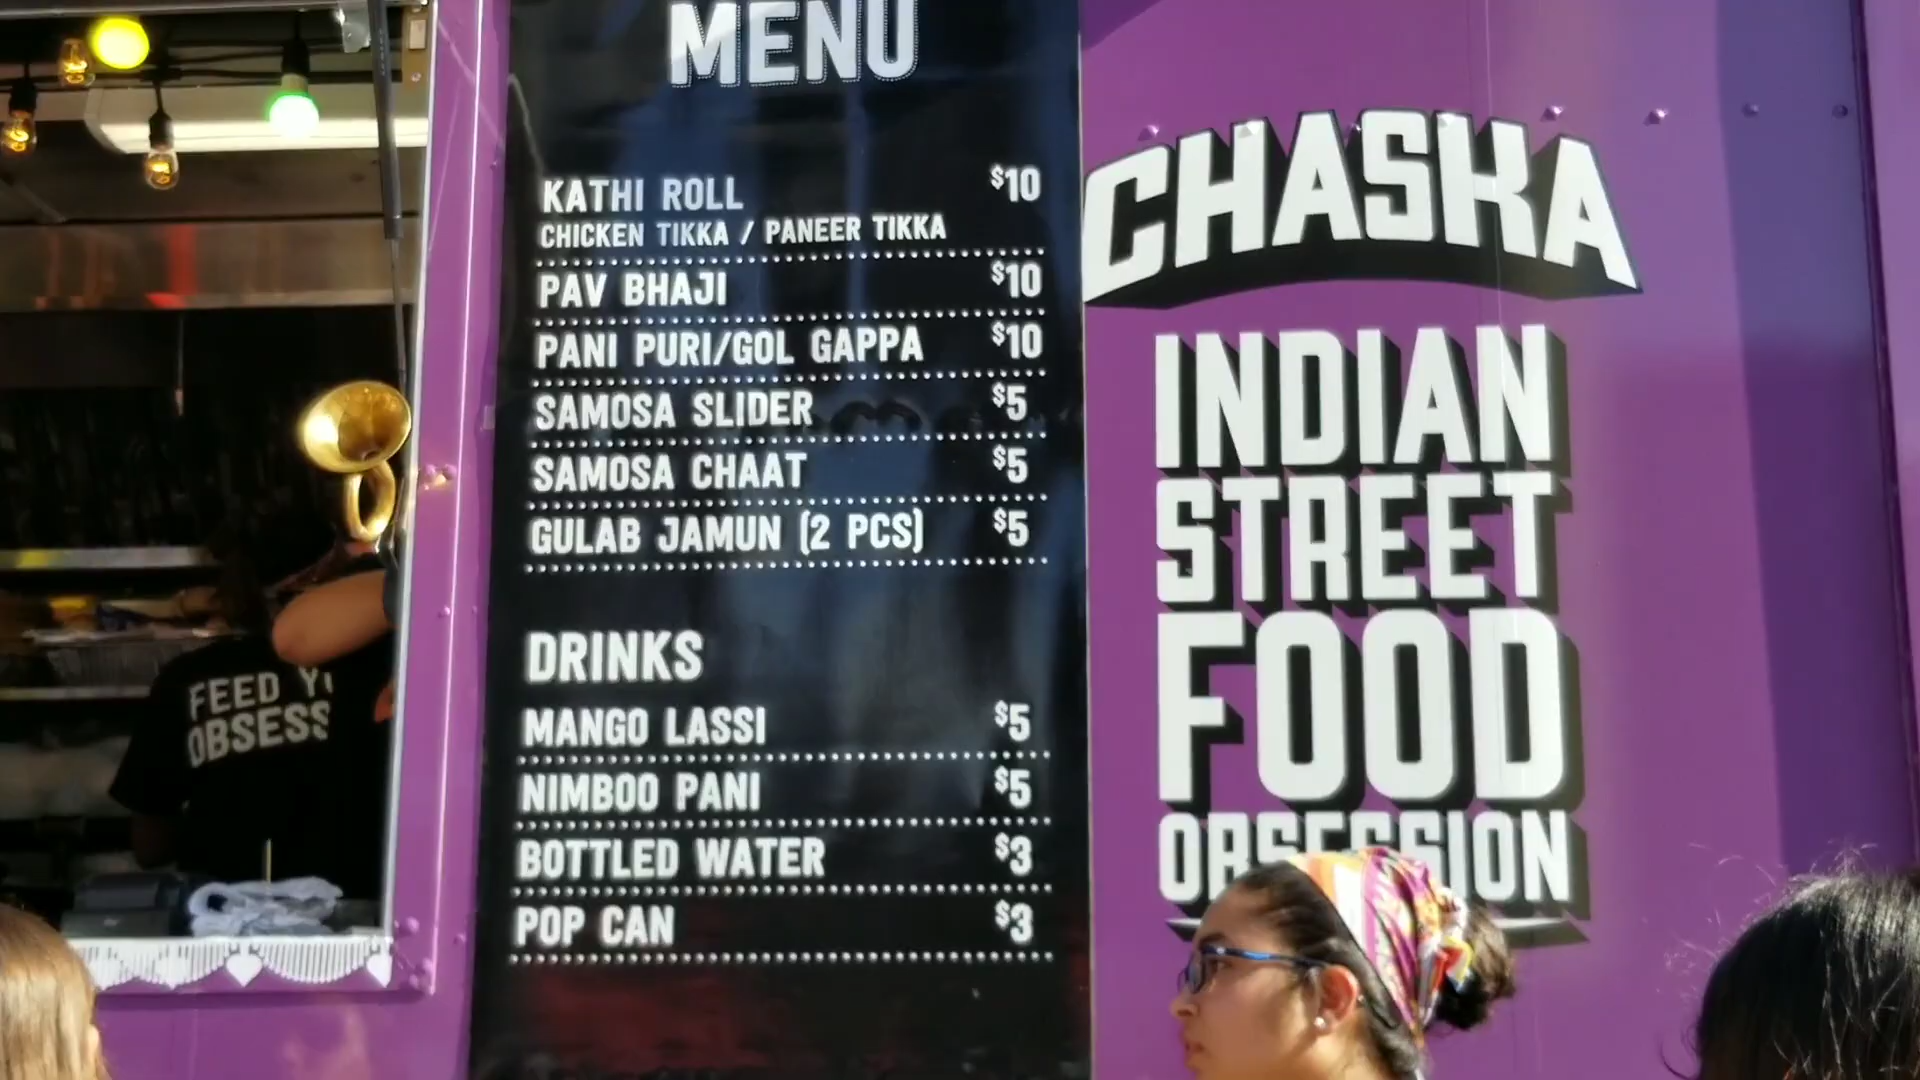 MENU
KATHI ROLL $10
CHICKEN TIKKA / PANEER TIKKA
PAV BHAJI $10
PANI PURI/GOL GAPPA $10
SAMOSA SLIDER $5
SAMOSA CHAAT $5
GULAB JAMUN (2 PCS) $5
DRINKS
MANGO LASSI $5
NIMBOO PANI $5
BOTTLED WATER $3
POP CAN $3
CHASKA
INDIAN
STREET
FOOD
OBSESSION
FEED
OBSESS